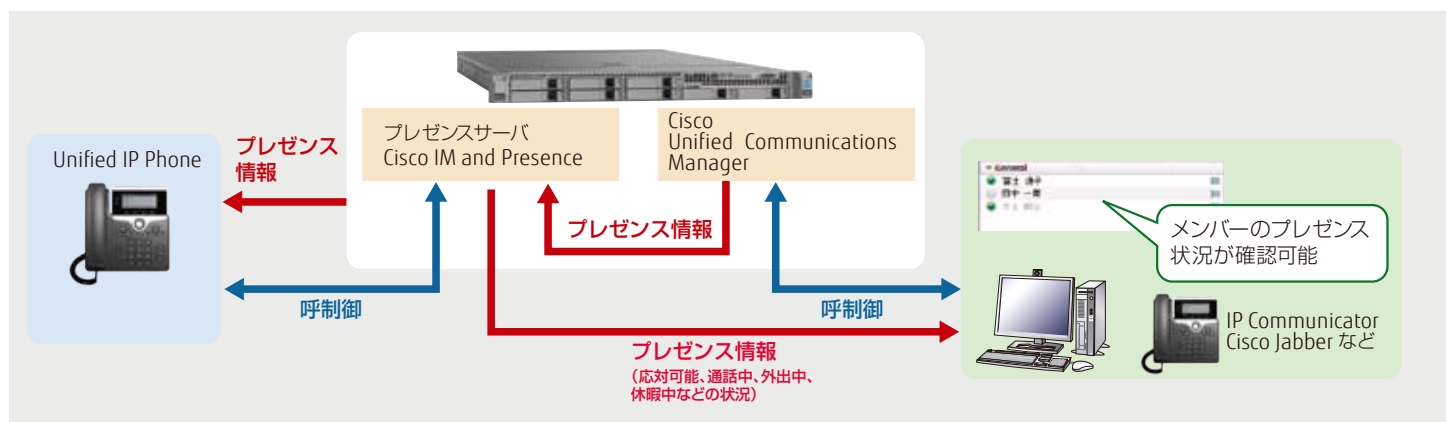 プレゼンスサーバ
Cisco IM and Presence
Cisco
Unified Communications
Manager
Unified IP Phone
プレゼンス
情報
プレゼンス情報
呼制御
呼制御
プレゼンス情報
(応対可能、通話中、外出中、
休暇中などの状況)
General
富士 浩子
田中 一郎
メンバーのプレゼンス
状況が確認可能
IP Communicator
Cisco Jabber など